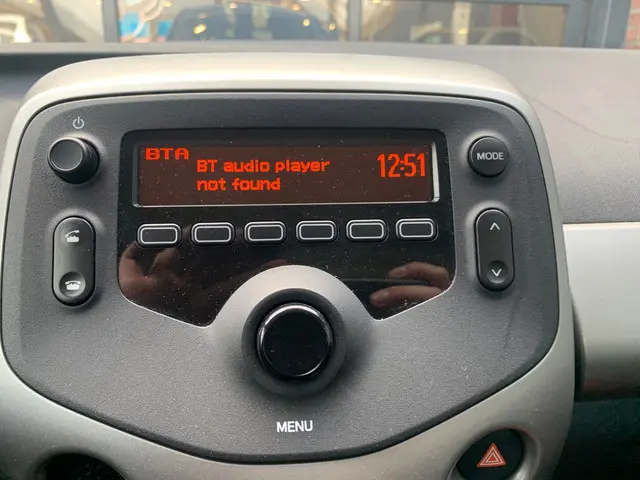 BTA
BT audio player
not found
12:51
MODE
MENU